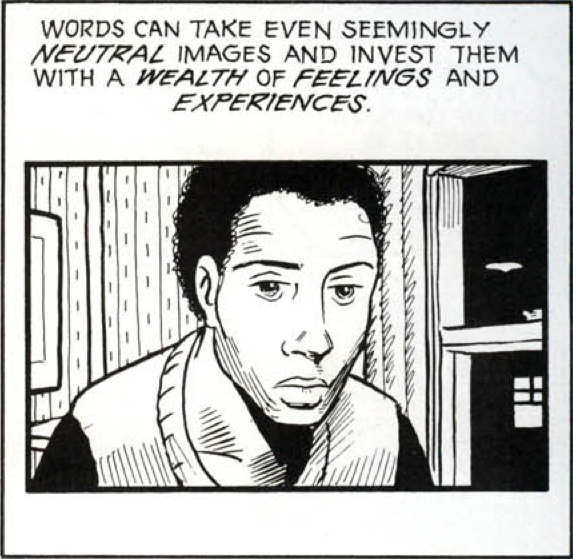 WORDS CAN TAKE EVEN SEEMINGLY
NEUTRAL IMAGES AND INVEST THEM
WITH A WEALTH OF FEELINGS AND
EXPERIENCES.